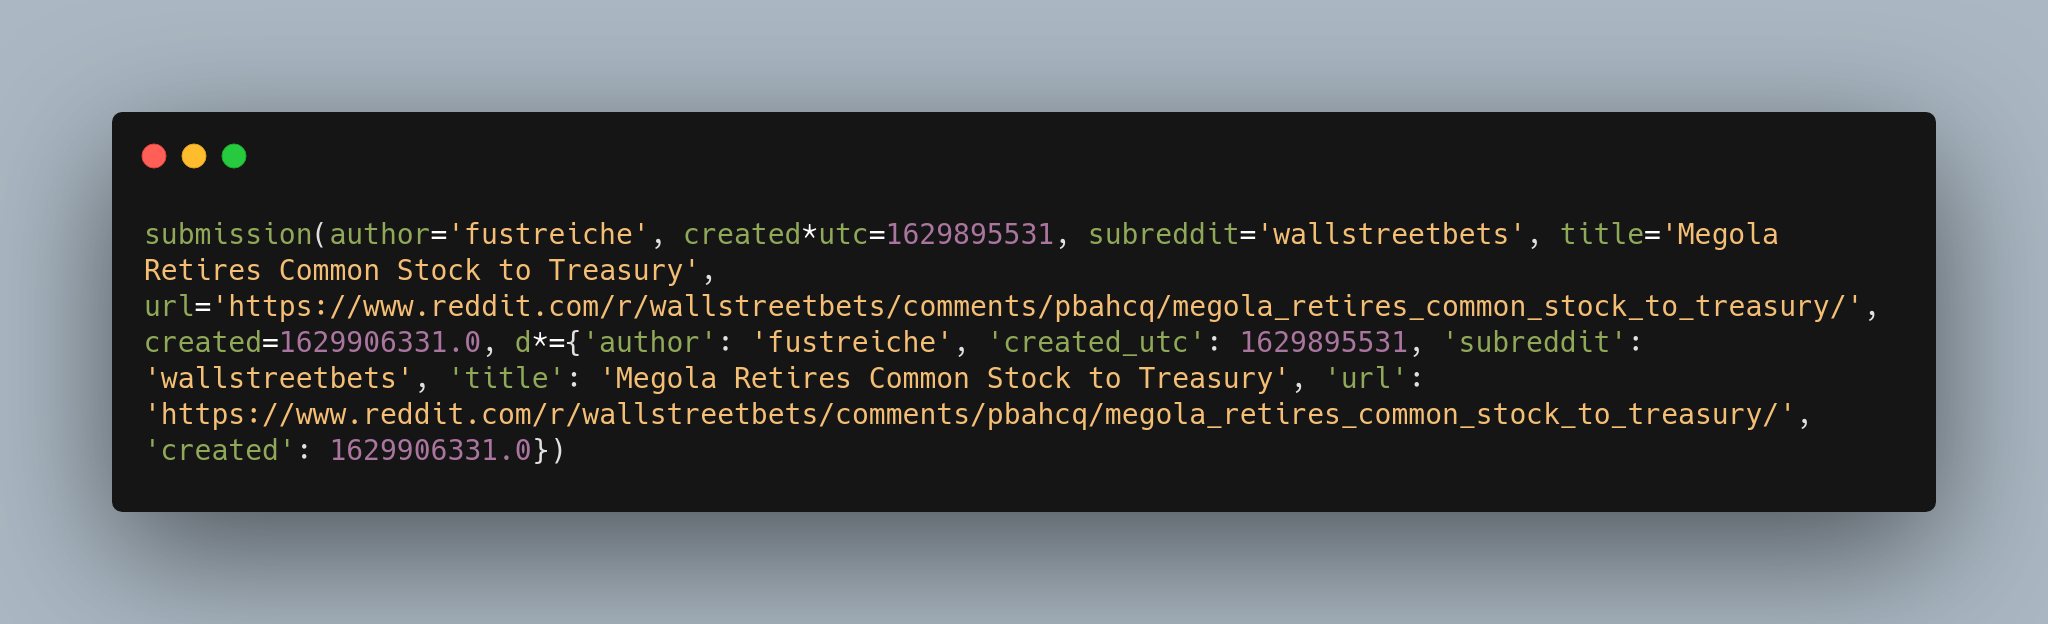 submission(author='fustreiche', created*utc=1629895531, subreddit='wallstreetbets', title='Megola
Retires Common Stock to Treasury',
url='https://www.reddit.com/r/wallstreetbets/comments/pbahcq/megola_retires_common_stock_to_treasury/',
created=1629906331.0, d*={'author': 'fustreiche', 'created_utc': 1629895531, 'subreddit':
'wallstreetbets', 'title': 'Megola Retires Common Stock to Treasury', 'url':
'https://www.reddit.com/r/wallstreetbets/comments/pbahcq/megola_retires_common_stock_to_treasury/',
'created': 1629906331.0})